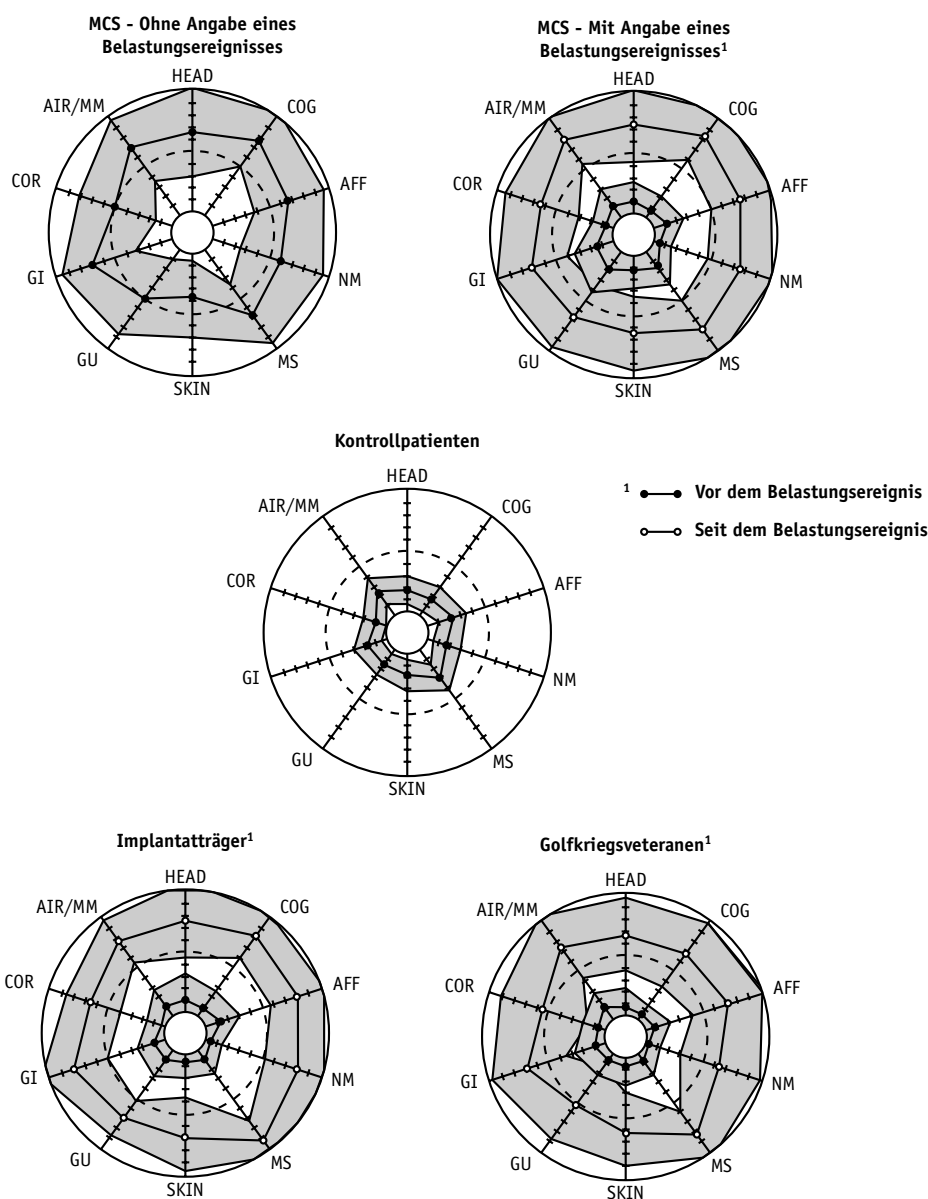 MCS - Ohne Angabe eines
Belastungsereignisses
HEAD
COG
AFF
NM
MS
SKIN
GU
GI
COR
AIR/MM
MCS - Mit Angabe eines
Belastungsereignisses¹
HEAD
COG
AFF
NM
MS
SKIN
GU
GI
COR
AIR/MM
Kontrollpatienten
HEAD
COG
AFF
NM
MS
SKIN
GU
GI
COR
AIR/MM
¹ Vor dem Belastungsereignis
Seit dem Belastungsereignis
Implantatträger¹
HEAD
COG
AFF
NM
MS
SKIN
GU
GI
COR
AIR/MM
Golfkriegsveteranen¹
HEAD
COG
AFF
NM
MS
SKIN
GU
GI
COR
AIR/MM